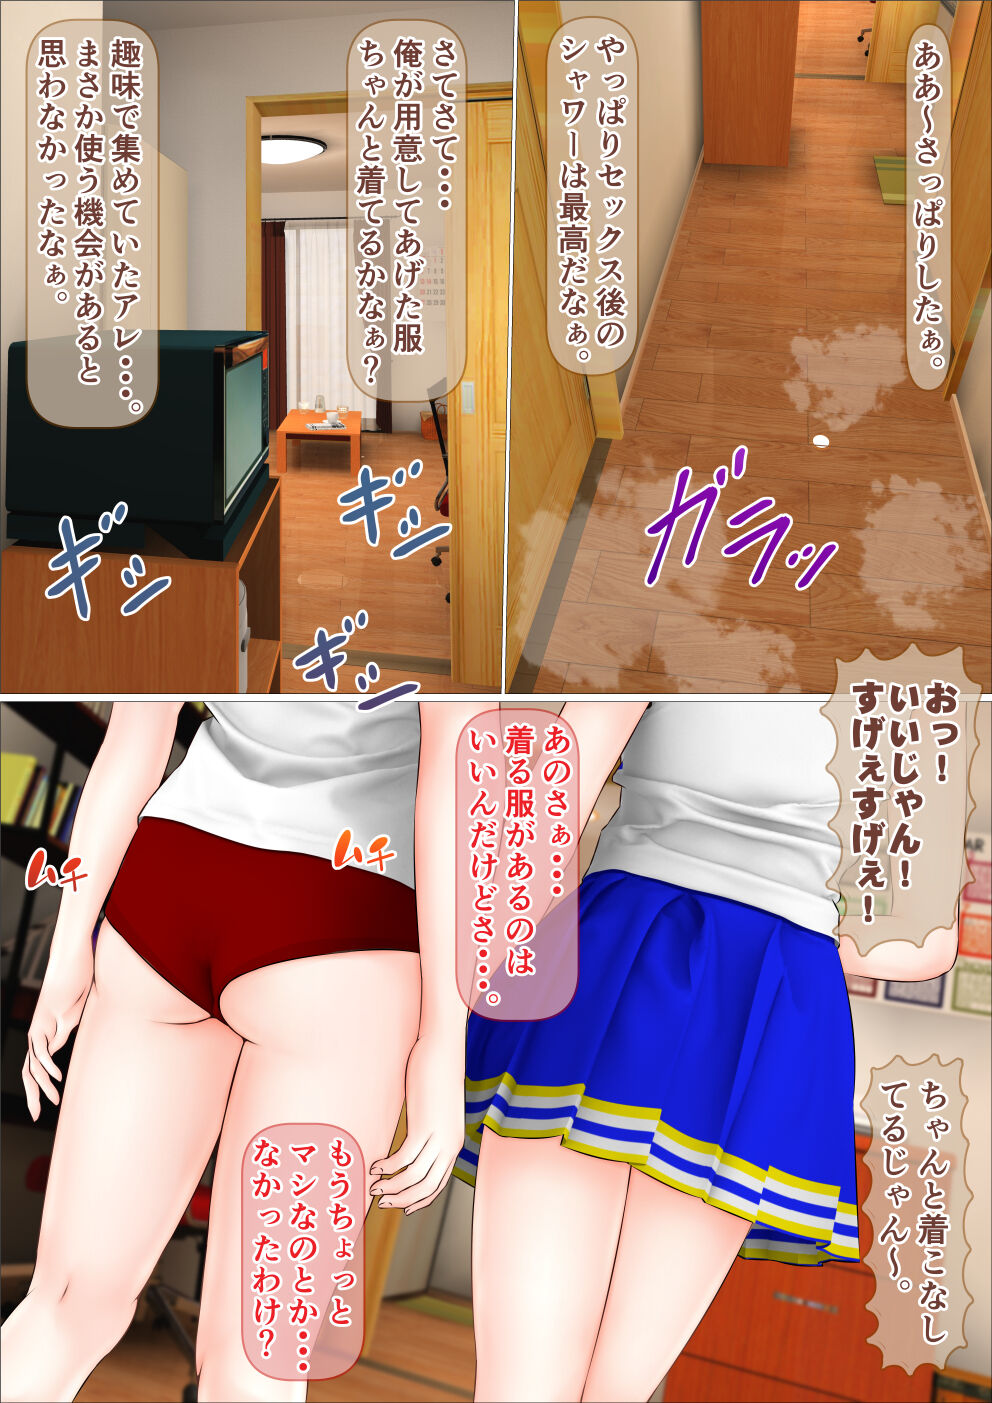 ああ～さっぱりしたぁ。
やっぱりセックス後の
シャワーは最高だなぁ。
ガラッ
さてさて・・・
俺が用意してあげた服
ちゃんと着てるかなぁ？
趣味で集めていたアレ・・・。
まさか使う機会があると
思わなかったなぁ。
ギシッ
ギシッ
ギシッ
おっ！
いいじゃん！
すげぇすげぇ！
あのさぁ・・・
着る服があるのは
いいんだけどさ・・・。
ムチ
ムチ
ちゃんと着こなし
てるじゃん～。
もうちょっと
マシなのとか・・・
なかったわけ？